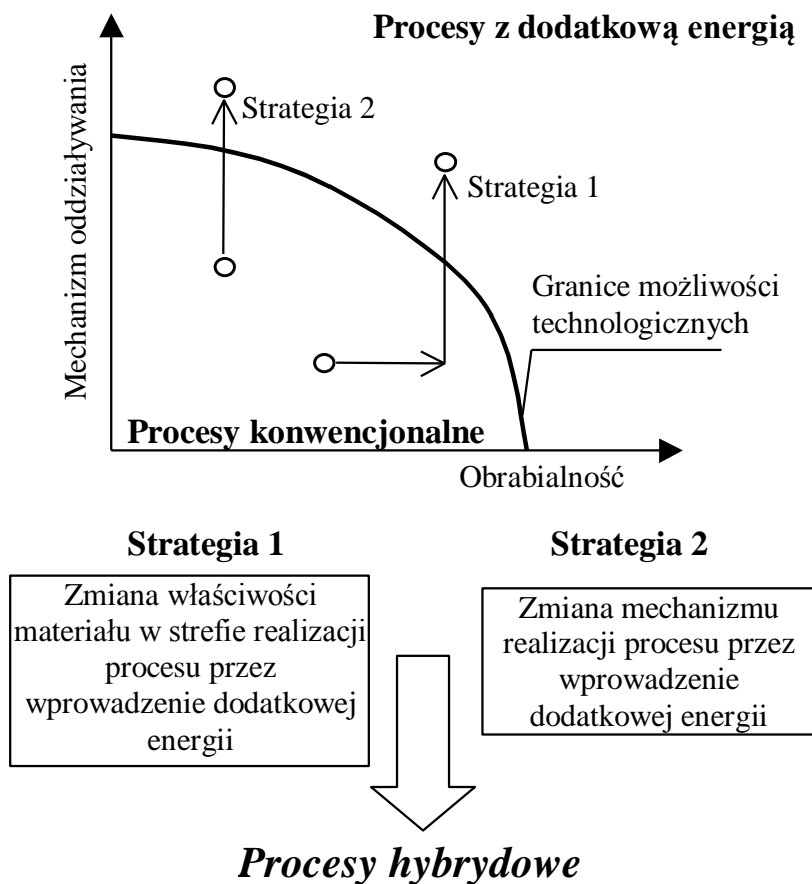 Procesy z dodatkową energią
Mechanizm oddziaływania
Strategia 2
Strategia 1
Granice możliwości
technologicznych
Procesy konwencjonalne
Obrabialność
Strategia 1
Zmiana właściwości
materiału w strefie realizacji
procesu przez
wprowadzenie dodatkowej
energii
Strategia 2
Zmiana mechanizmu
realizacji procesu przez
wprowadzenie
dodatkowej energii
Procesy hybrydowe